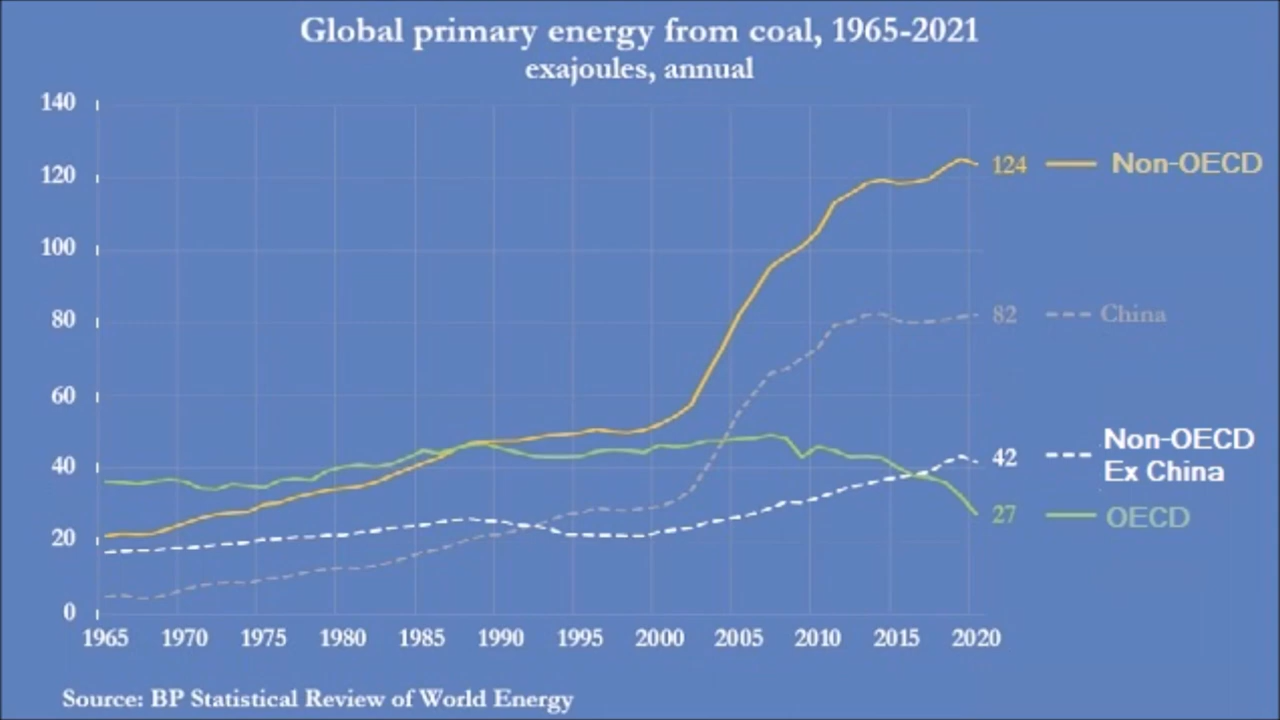 Global primary energy from coal, 1965-2021
exajoules, annual
140
120
100
80
60
40
20
0
1965 1970 1975 1980 1985 1990 1995 2000 2005 2010 2015 2020
124 Non-OECD
82 China
42 Non-OECD
Ex China
27 OECD
Source: BP Statistical Review of World Energy